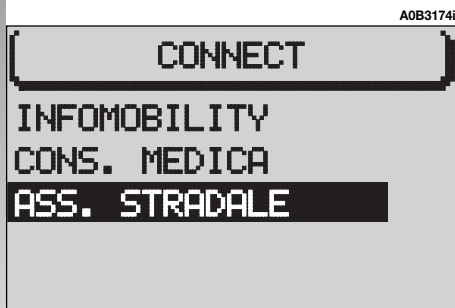 A0B3174i
CONNECT
INFOMOBILITY
CONS. MEDICA
ASS. STRADALE